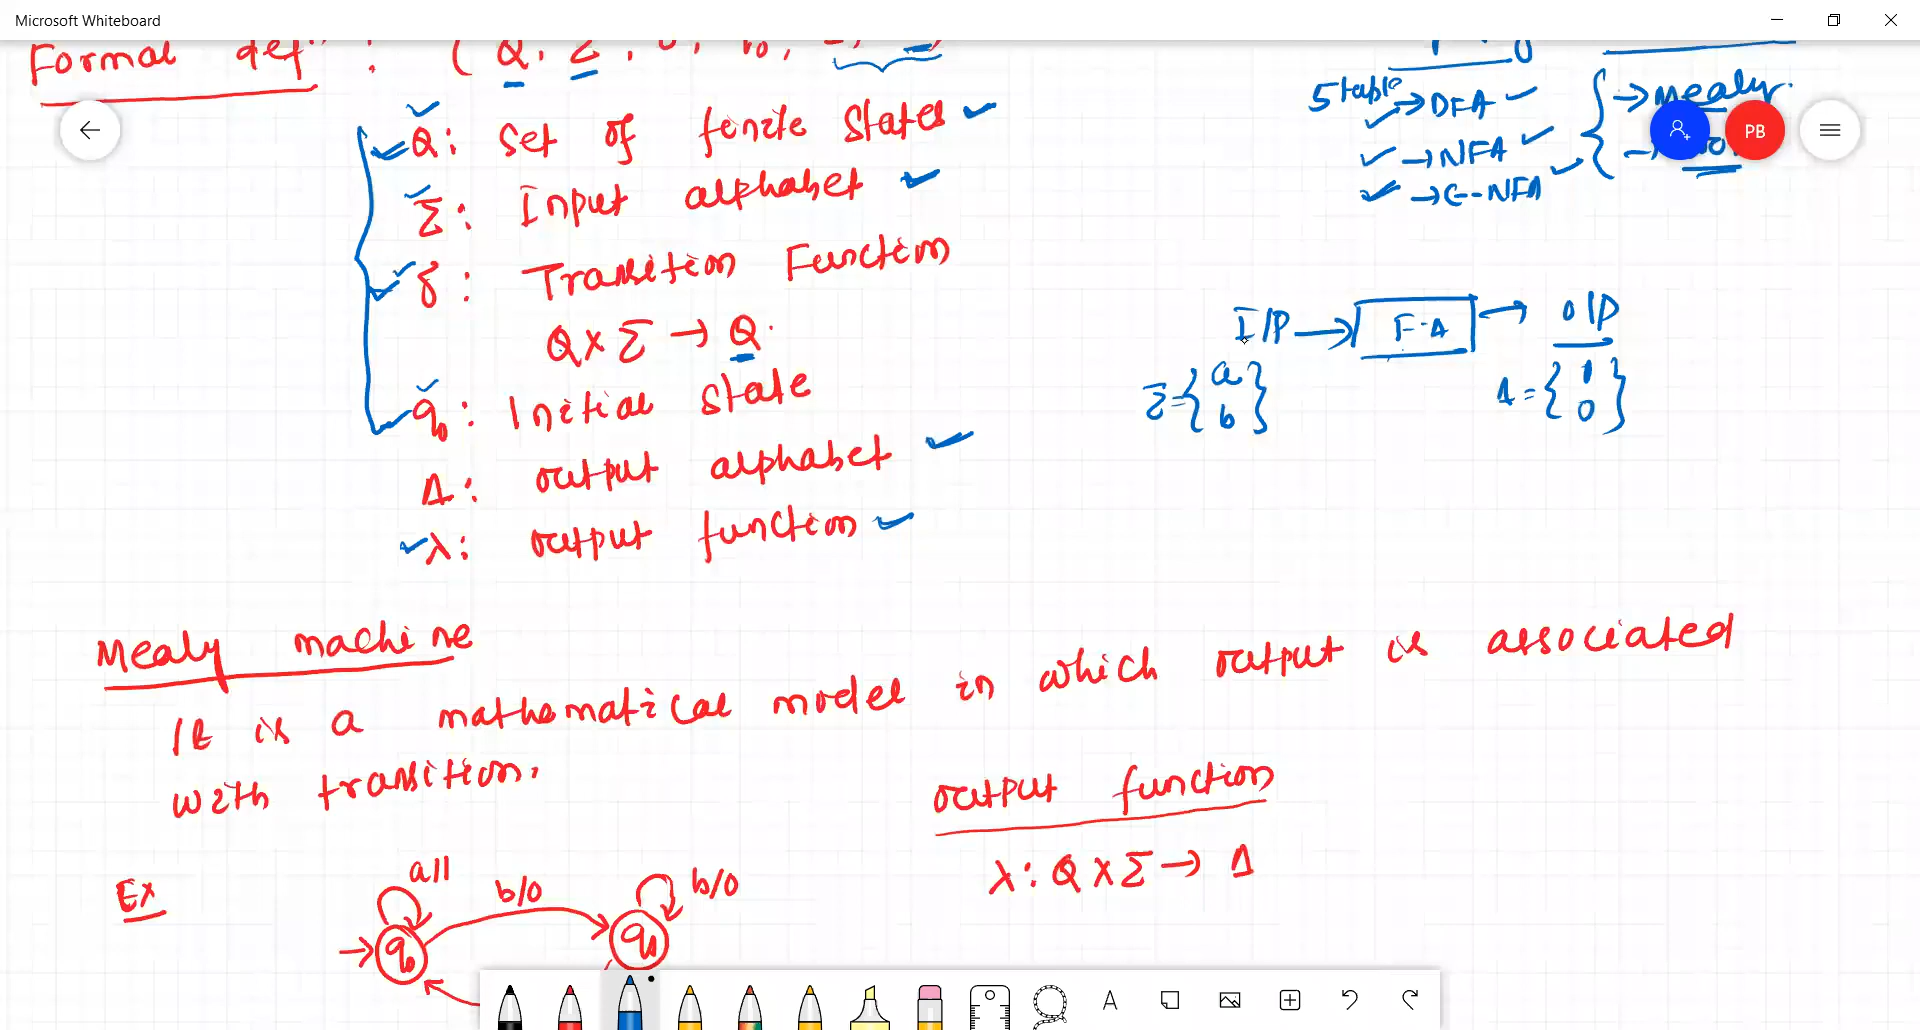 Microsoft Whiteboard
Formal defⁿ : ( Q, Σ,
Q: Set of finite states
Σ: Input alphabet
δ: Transition Function
Q X Σ → Q.
q0: Initial state
Δ: output alphabet
λ: output function
5 tuple → DFA
→ NFA
→ ε-NFA
→ Mealy.
PB
I/P → F-A → O/P
Σ = { a b }
Δ = { 1 0 }
Mealy machine
It is a mathematical model in which output is associated
with transition.
output function
λ: Q X Σ → Δ
Ex
a/1
b/0
b/0
q0
q1